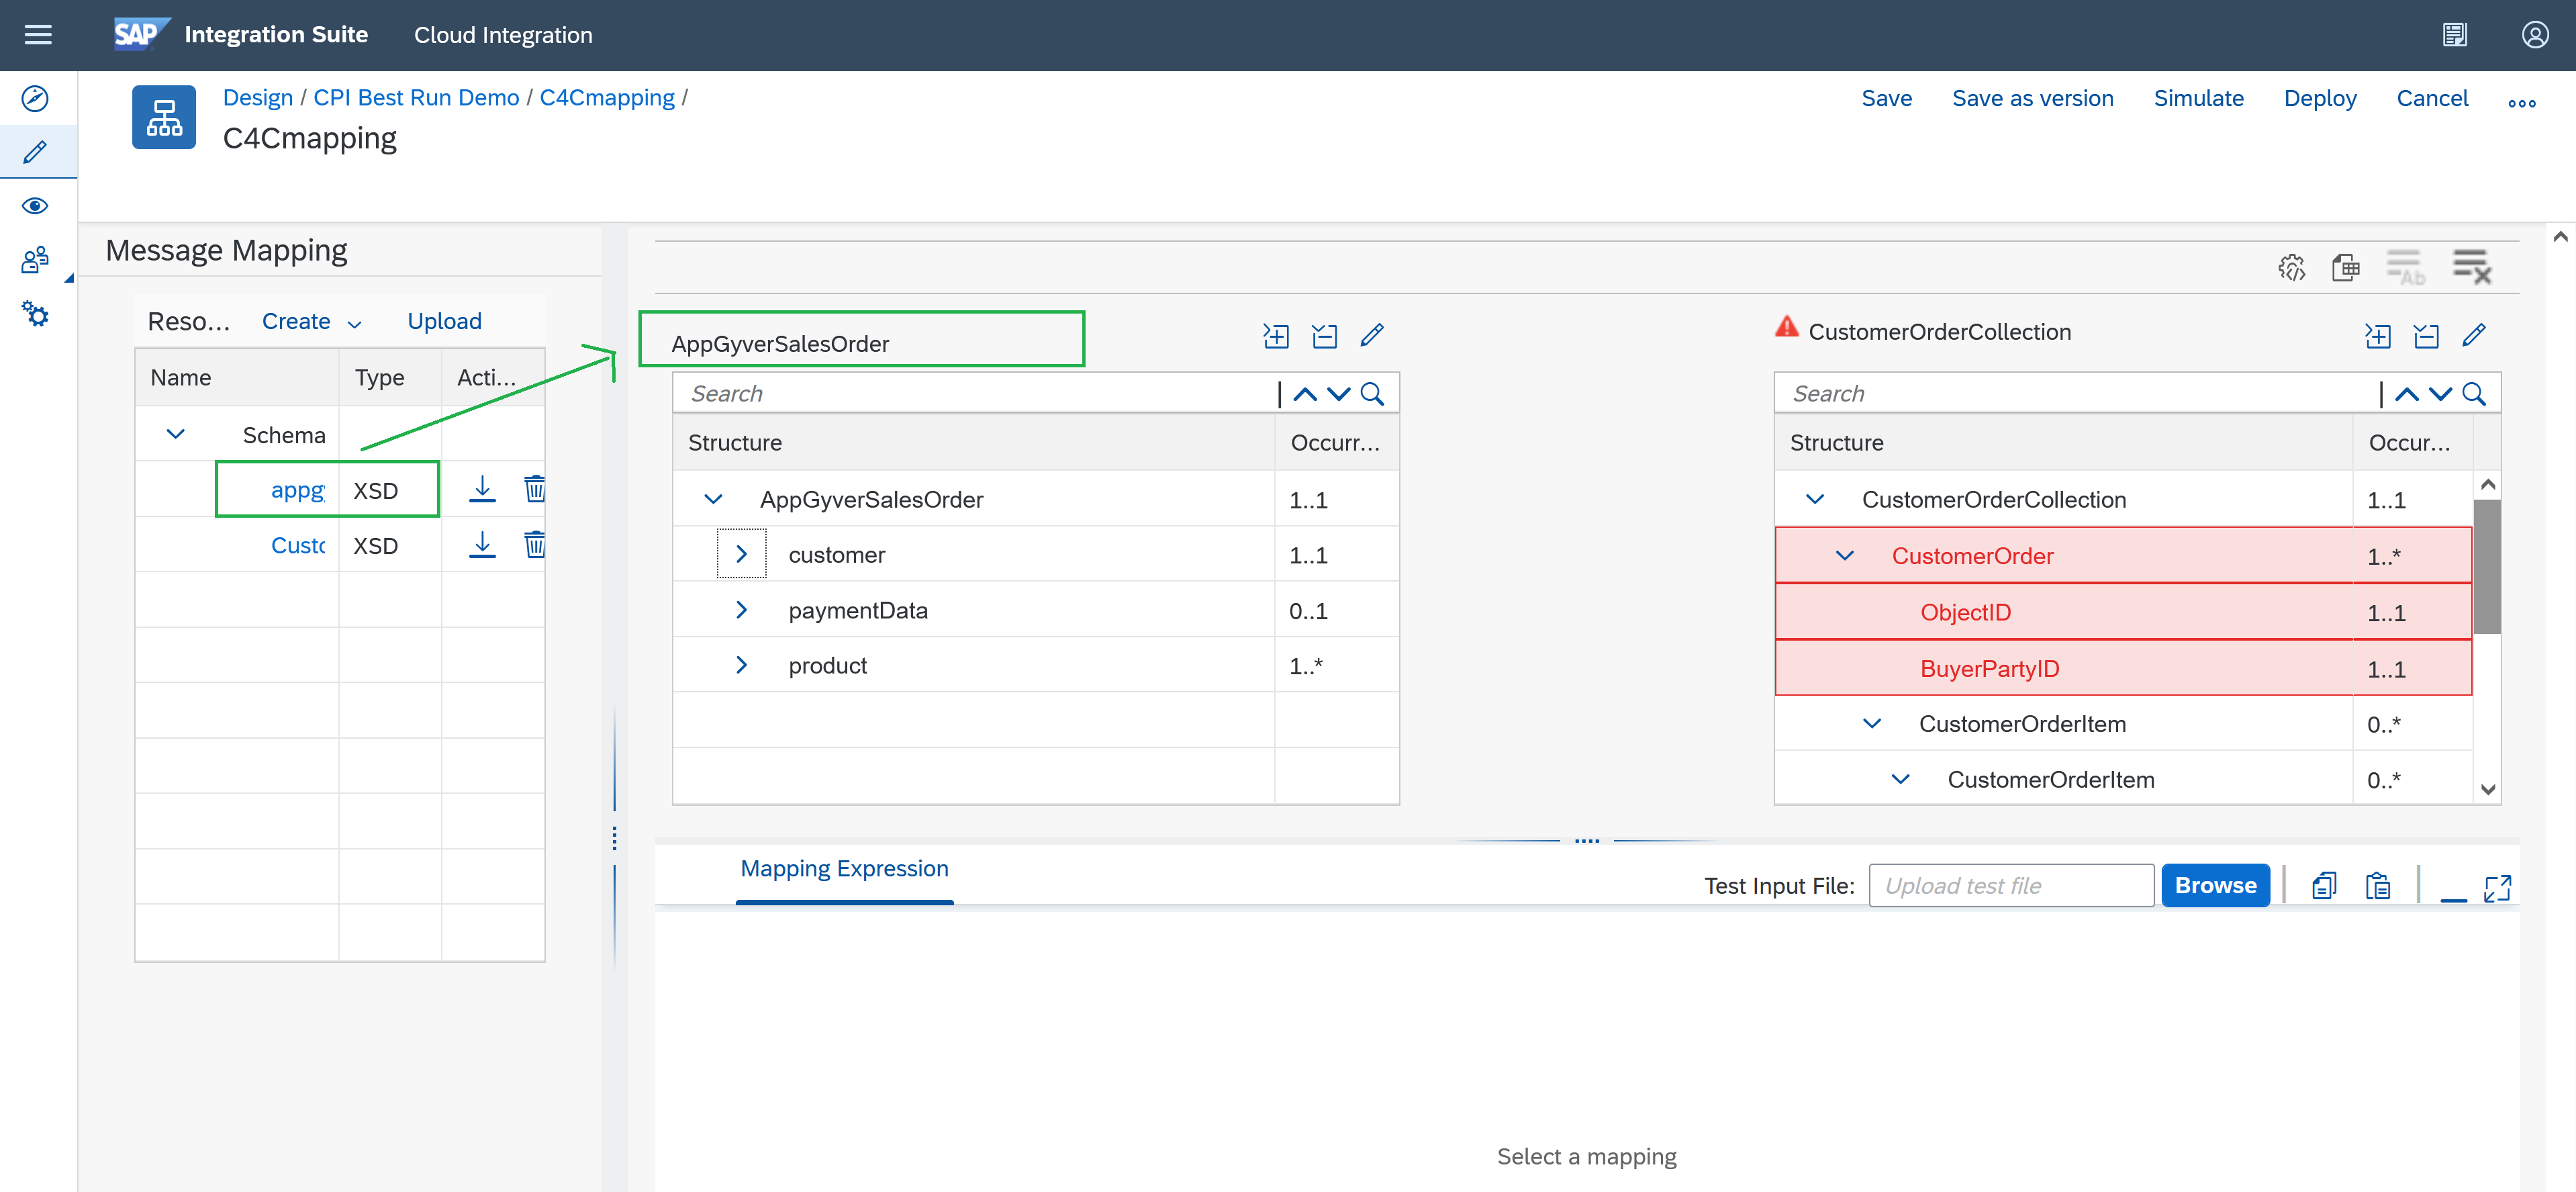 SAP Integration Suite Cloud Integration
Design / CPI Best Run Demo / C4Cmapping /
C4Cmapping
Save Save as version Simulate Deploy Cancel
Message Mapping
Reso... Create Upload
Name Type Acti...
Schema
appg XSD
Custo XSD
AppGyverSalesOrder
Search
Structure Occurr...
AppGyverSalesOrder 1..1
customer 1..1
paymentData 0..1
product 1..*
CustomerOrderCollection
Search
Structure Occur...
CustomerOrderCollection 1..1
CustomerOrder 1..*
ObjectID 1..1
BuyerPartyID 1..1
CustomerOrderItem 0..*
CustomerOrderItem 0..*
Mapping Expression
Test Input File: Upload test file Browse
Select a mapping